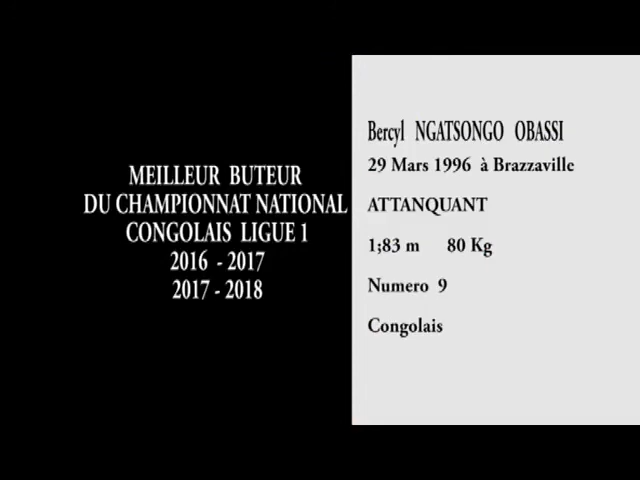 MEILLEUR BUTEUR
DU CHAMPIONNAT NATIONAL
CONGOLAIS LIGUE 1
2016 - 2017
2017 - 2018
Bercyl NGATSONGO OBASSI
29 Mars 1996 à Brazzaville
ATTANQUANT
1;83 m 80 Kg
Numero 9
Congolais